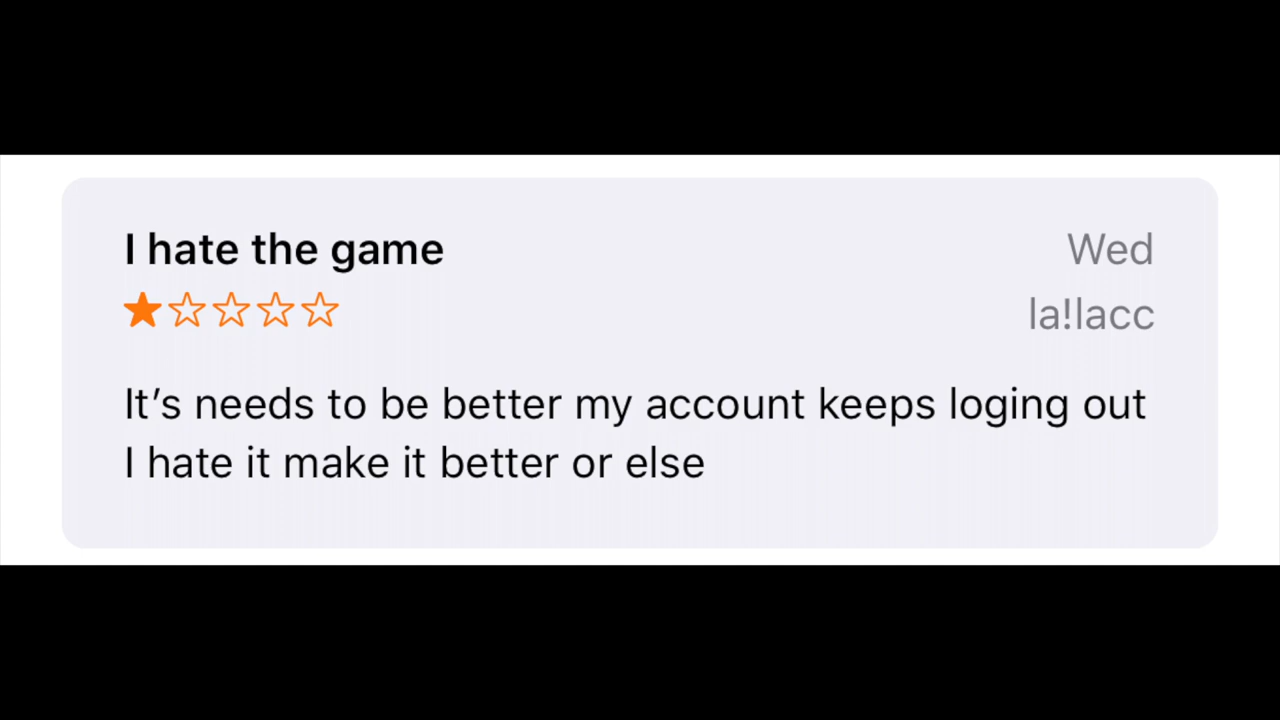 I hate the game
Wed
la!lacc
It’s needs to be better my account keeps loging out
I hate it make it better or else